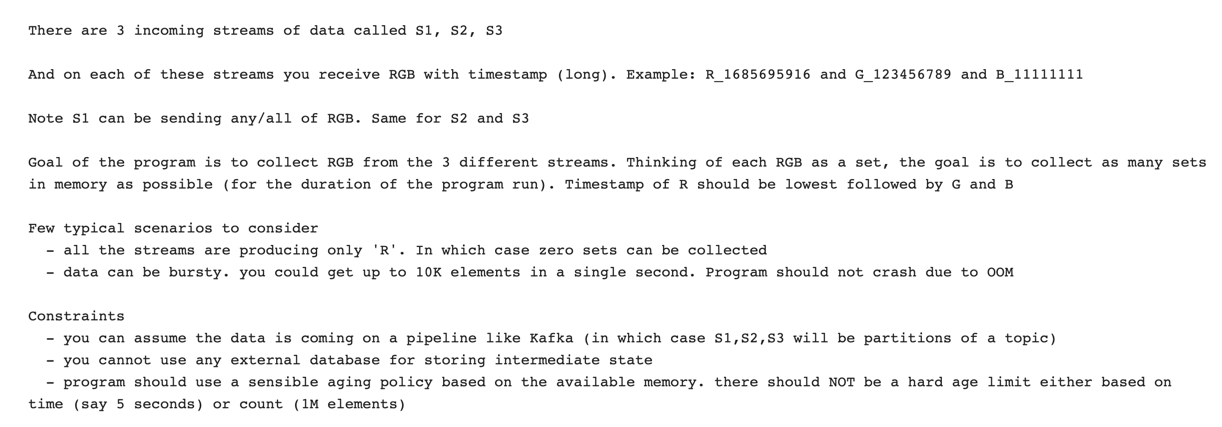 There are 3 incoming streams of data called S1, S2, S3
And on each of these streams you receive RGB with timestamp (long). Example: R_1685695916 and G_123456789 and B_11111111
Note S1 can be sending any/all of RGB. Same for S2 and S3
Goal of the program is to collect RGB from the 3 different streams. Thinking of each RGB as a set, the goal is to collect as many sets
in memory as possible (for the duration of the program run). Timestamp of R should be lowest followed by G and B
Few typical scenarios to consider
- all the streams are producing only 'R'. In which case zero sets can be collected
- data can be bursty. you could get up to 10K elements in a single second. Program should not crash due to OOM
Constraints
- you can assume the data is coming on a pipeline like Kafka (in which case S1,S2,S3 will be partitions of a topic)
- you cannot use any external database for storing intermediate state
- program should use a sensible aging policy based on the available memory. there should NOT be a hard age limit either based on
time (say 5 seconds) or count (1M elements)